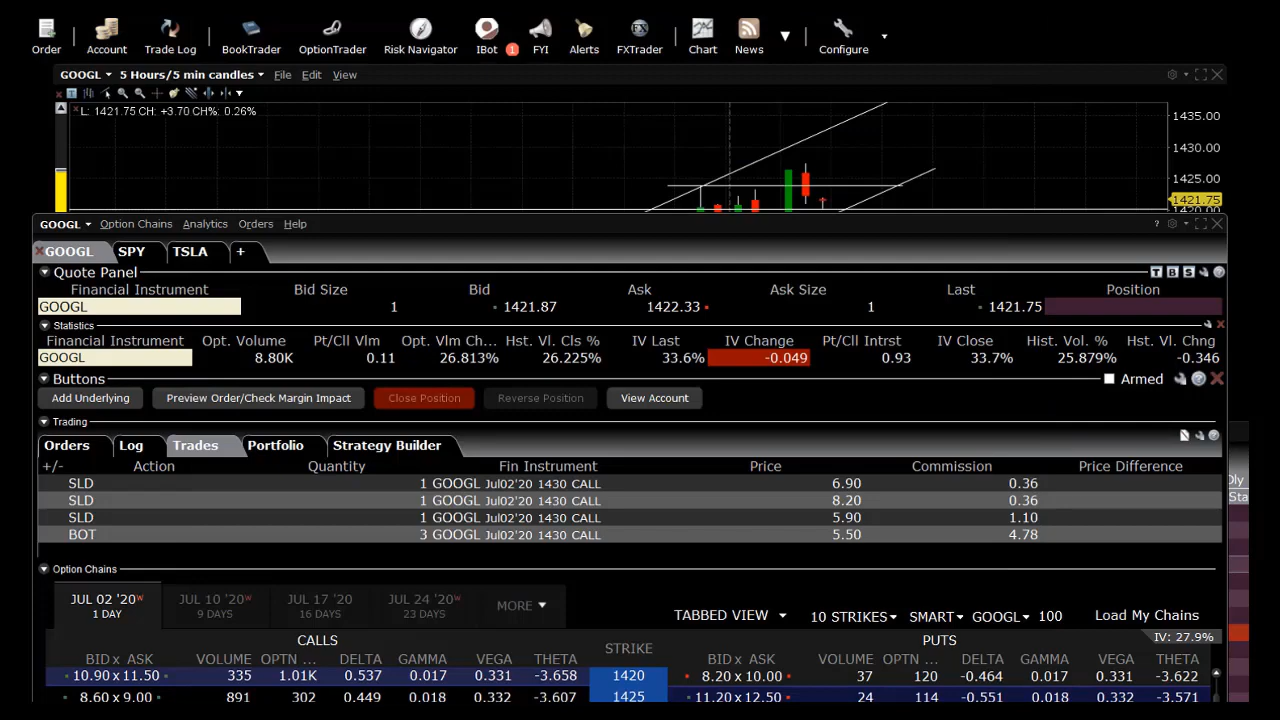 Order Account Trade Log BookTrader OptionTrader Risk Navigator IBot 1 FYI Alerts FXTrader Chart News Configure
GOOGL 5 Hours/5 min candles File Edit View
L: 1421.75 CH: +3.70 CH%: 0.26%
1435.00
1430.00
1425.00
1421.75
1420.00
GOOGL Option Chains Analytics Orders Help ?
GOOGL SPY TSLA +
Quote Panel T B S
Financial Instrument Bid Size Bid Ask Ask Size Last Position
GOOGL 1 1421.87 1422.33 1 1421.75
Statistics
Financial Instrument Opt. Volume Pt/Cll Vlm Opt. Vlm Ch... Hst. Vl. Cls % IV Last IV Change Pt/Cll Intrst IV Close Hist. Vol. % Hst. Vl. Chng
GOOGL 8.80K 0.11 26.813% 26.225% 33.6% -0.049 0.93 33.7% 25.879% -0.346
Buttons Armed
Add Underlying Preview Order/Check Margin Impact Close Position Reverse Position View Account
Trading
Orders Log Trades Portfolio Strategy Builder
+/- Action Quantity Fin Instrument Price Commission Price Difference
SLD 1 GOOGL Jul02'20 1430 CALL 6.90 0.36
SLD 1 GOOGL Jul02'20 1430 CALL 8.20 0.36
SLD 1 GOOGL Jul02'20 1430 CALL 5.90 1.10
BOT 3 GOOGL Jul02'20 1430 CALL 5.50 4.78
Option Chains
JUL 02 '20W JUL 10 '20W JUL 17 '20 JUL 24 '20W MORE
1 DAY 9 DAYS 16 DAYS 23 DAYS
TABBED VIEW 10 STRIKES SMART GOOGL 100 Load My Chains
CALLS STRIKE PUTS IV: 27.9%
BID x ASK VOLUME OPTN ... DELTA GAMMA VEGA THETA BID x ASK VOLUME OPTN ... DELTA GAMMA VEGA THETA
10.90 x 11.50 335 1.01K 0.537 0.017 0.331 -3.658 1420 8.20 x 10.00 37 120 -0.464 0.017 0.331 -3.622
8.60 x 9.00 891 302 0.449 0.018 0.332 -3.607 1425 11.20 x 12.50 24 114 -0.551 0.018 0.332 -3.571